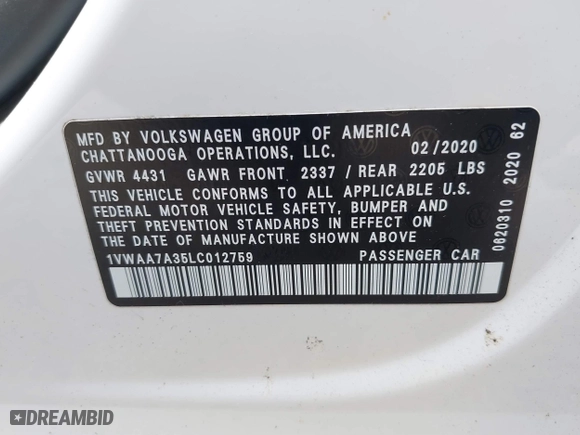 MFD BY VOLKSWAGEN GROUP OF AMERICA
CHATTANOOGA OPERATIONS, LLC. 02/2020
GVWR 4431 GAWR FRONT 2337/REAR 2205 LBS
THIS VEHICLE CONFORMS TO ALL APPLICABLE U.S.
FEDERAL MOTOR VEHICLE SAFETY, BUMPER AND
THEFT PREVENTION STANDARDS IN EFFECT ON
THE DATE OF MANUFACTURE SHOWN ABOVE.
1VWAA7A35LC012759 PASSENGER CAR
0620310 2020 62
DREAMBID